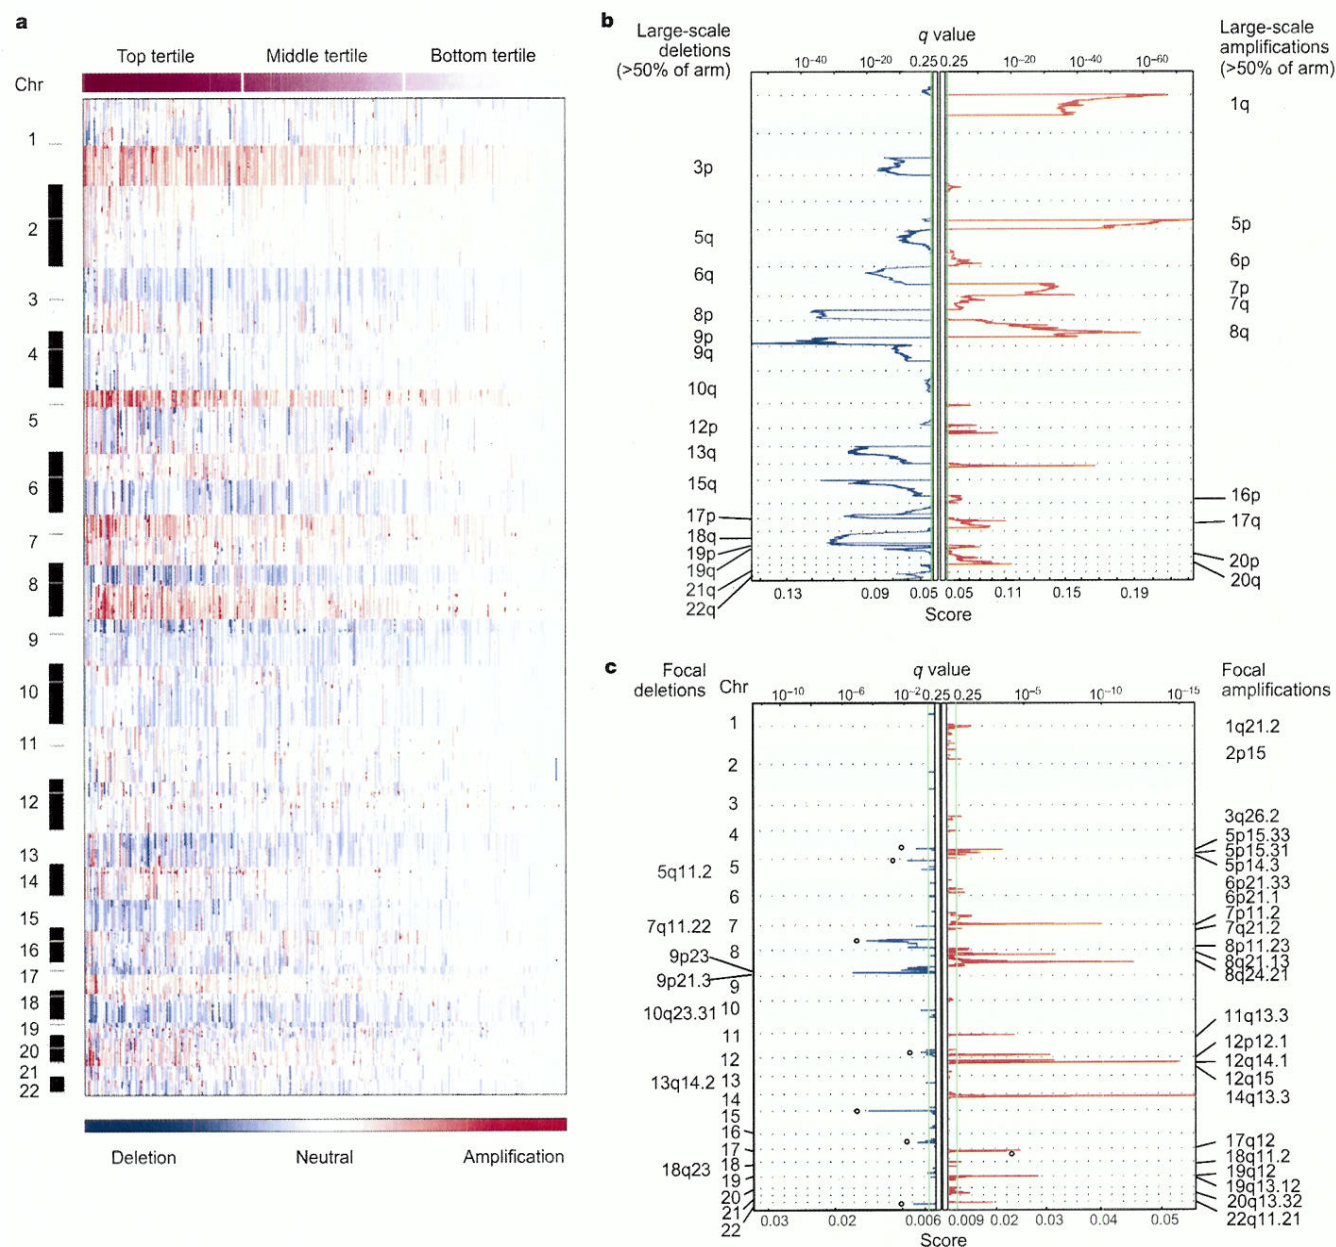 a
Top tertile
Middle tertile
Bottom tertile
Chr
1
2
3
4
5
6
7
8
9
10
11
12
13
14
15
16
17
18
19
20
21
22
Deletion
Neutral
Amplification
b
Large-scale
deletions
(>50% of arm)
q value
Large-scale
amplifications
(>50% of arm)
10⁻⁴⁰ 10⁻²⁰ 0.25 0.25 10⁻²⁰ 10⁻⁴⁰ 10⁻⁶⁰
3p
5q
6q
8p
9p
9q
10q
12p
13q
15q
17p
18q
19p
19q
21q
22q
1q
5p
6p
7p
7q
8q
16p
17q
20p
20q
0.13 0.09 0.05 0.05 0.11 0.15 0.19
Score
c
Focal
deletions
Chr
q value
Focal
amplifications
10⁻¹⁰ 10⁻⁶ 10⁻² 0.25 0.25 10⁻⁵ 10⁻¹⁰ 10⁻¹⁵
5q11.2
7q11.22
9p23
9p21.3
10q23.31
13q14.2
18q23
1
2
3
4
5
6
7
8
9
10
11
12
13
14
15
16
17
18
19
20
21
22
1q21.2
2p15
3q26.2
5p15.33
5p15.31
5p14.3
6p21.33
6p21.1
7p11.2
7q21.2
8p11.23
8q21.13
8q24.21
11q13.3
12p12.1
12q14.1
12q15
14q13.3
17q12
18q11.2
19q12
19q13.12
20q13.32
22q11.21
0.03 0.02 0.006 0.009 0.02 0.03 0.04 0.05
Score